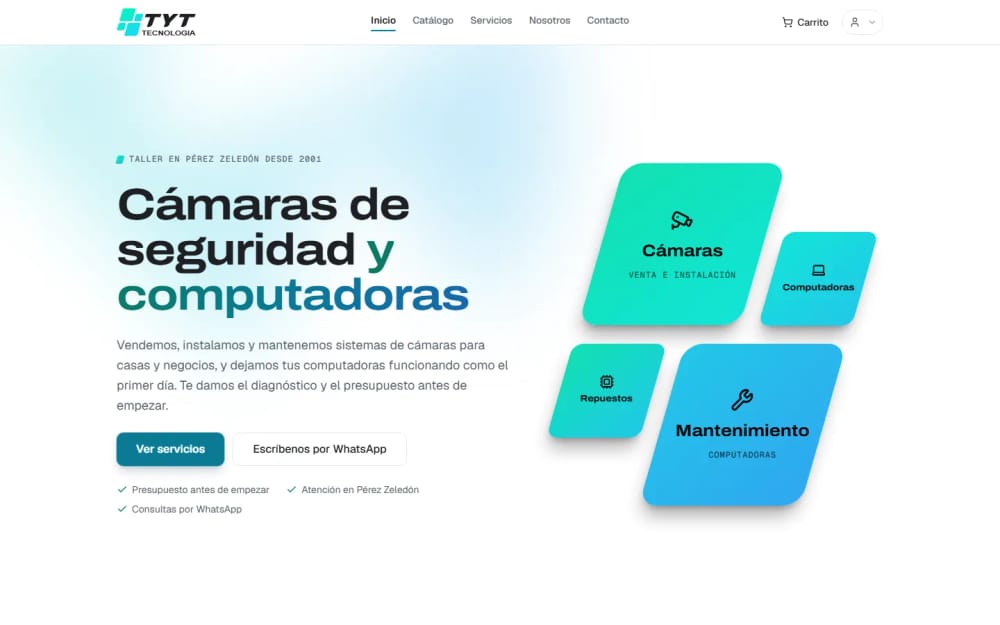 TYT
TECNOLOGIA
Inicio
Catálogo
Servicios
Nosotros
Contacto
Carrito
TALLER EN PÉREZ ZELEDÓN DESDE 2001
Cámaras de
seguridad y
computadoras
Vendemos, instalamos y mantenemos sistemas de cámaras para
casas y negocios, y dejamos tus computadoras funcionando como el
primer día. Te damos el diagnóstico y el presupuesto antes de
empezar.
Ver servicios
Escríbenos por WhatsApp
Presupuesto antes de empezar
Atención en Pérez Zeledón
Consultas por WhatsApp
Cámaras
VENTA E INSTALACIÓN
Computadoras
Repuestos
Mantenimiento
COMPUTADORAS